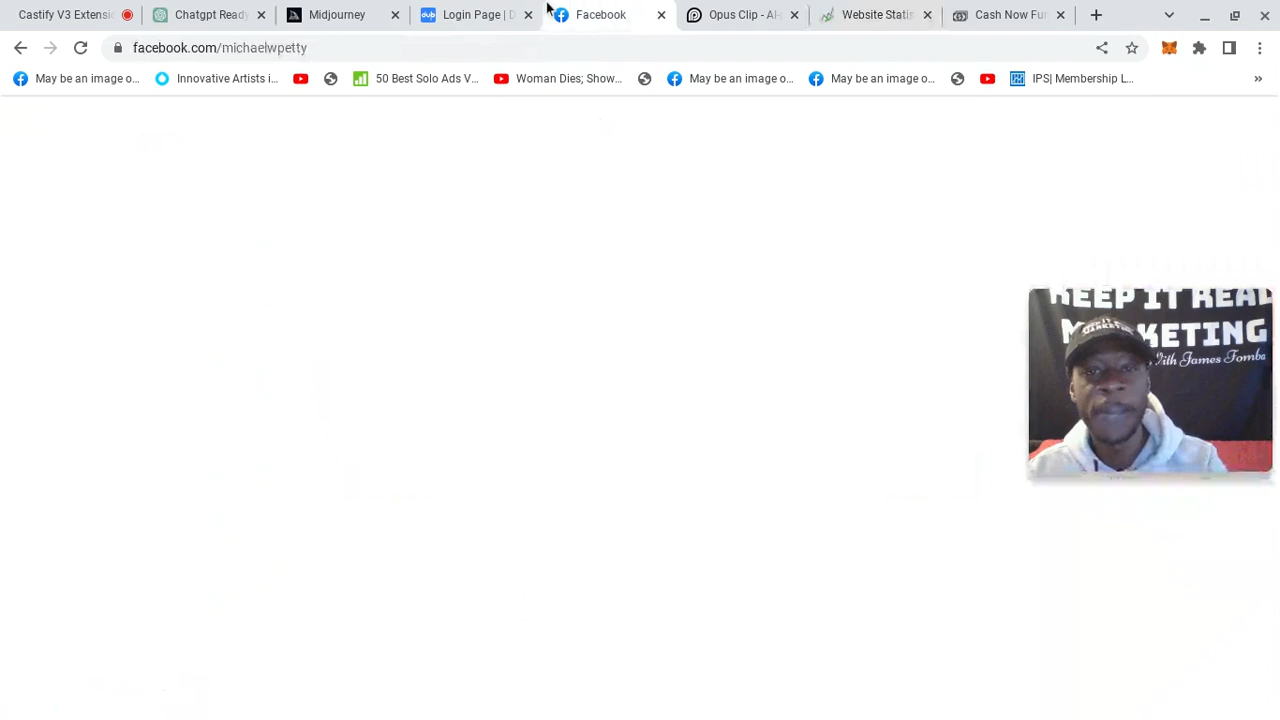 Castify V3 Extensi
Chatgpt Ready
Midjourney
dub
Login Page | D
Facebook
Opus Clip - AI-
Website Statis
Cash Now Fu
facebook.com/michaelwpetty
May be an image o...
Innovative Artists i...
50 Best Solo Ads V...
Woman Dies; Show...
May be an image o...
May be an image o...
IPS| Membership L...
KEEP IT REAL
MARKETING
With James Fomba